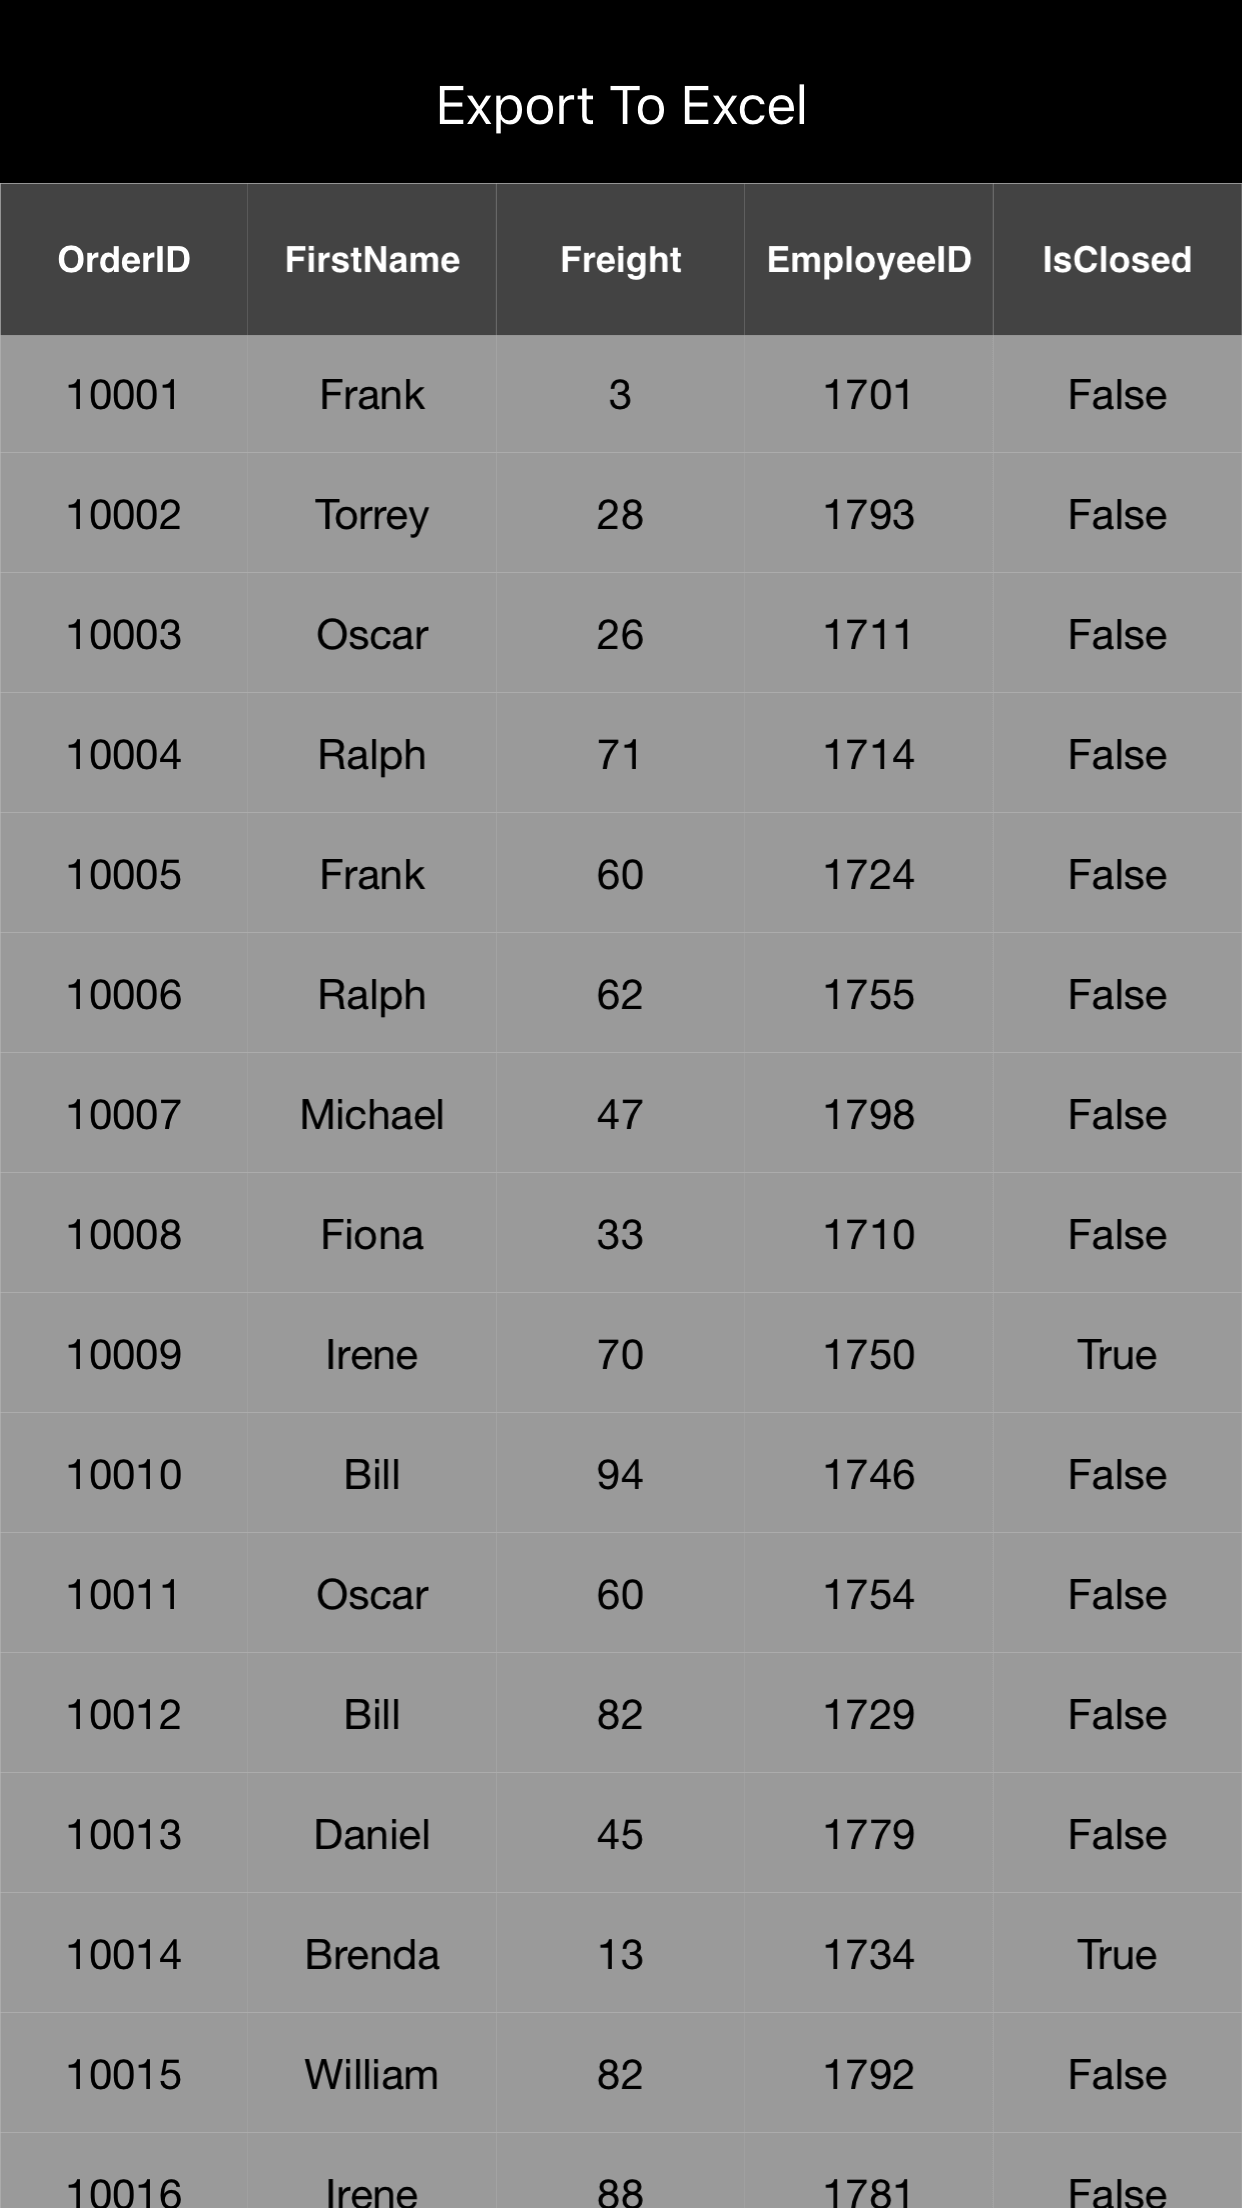 Export To Excel
OrderID FirstName Freight EmployeeID IsClosed
10001 Frank 3 1701 False
10002 Torrey 28 1793 False
10003 Oscar 26 1711 False
10004 Ralph 71 1714 False
10005 Frank 60 1724 False
10006 Ralph 62 1755 False
10007 Michael 47 1798 False
10008 Fiona 33 1710 False
10009 Irene 70 1750 True
10010 Bill 94 1746 False
10011 Oscar 60 1754 False
10012 Bill 82 1729 False
10013 Daniel 45 1779 False
10014 Brenda 13 1734 True
10015 William 82 1792 False
10016 Irene 88 1781 False